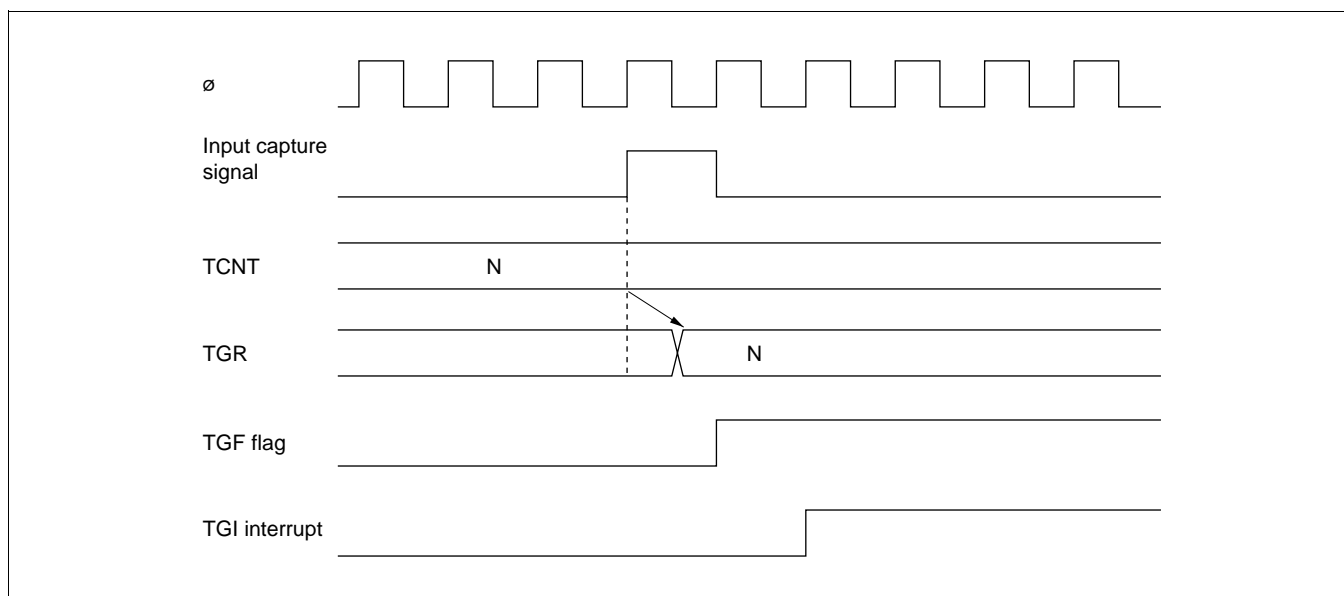 ø
Input capture
signal
TCNT
N
TGR
N
TGF flag
TGI interrupt